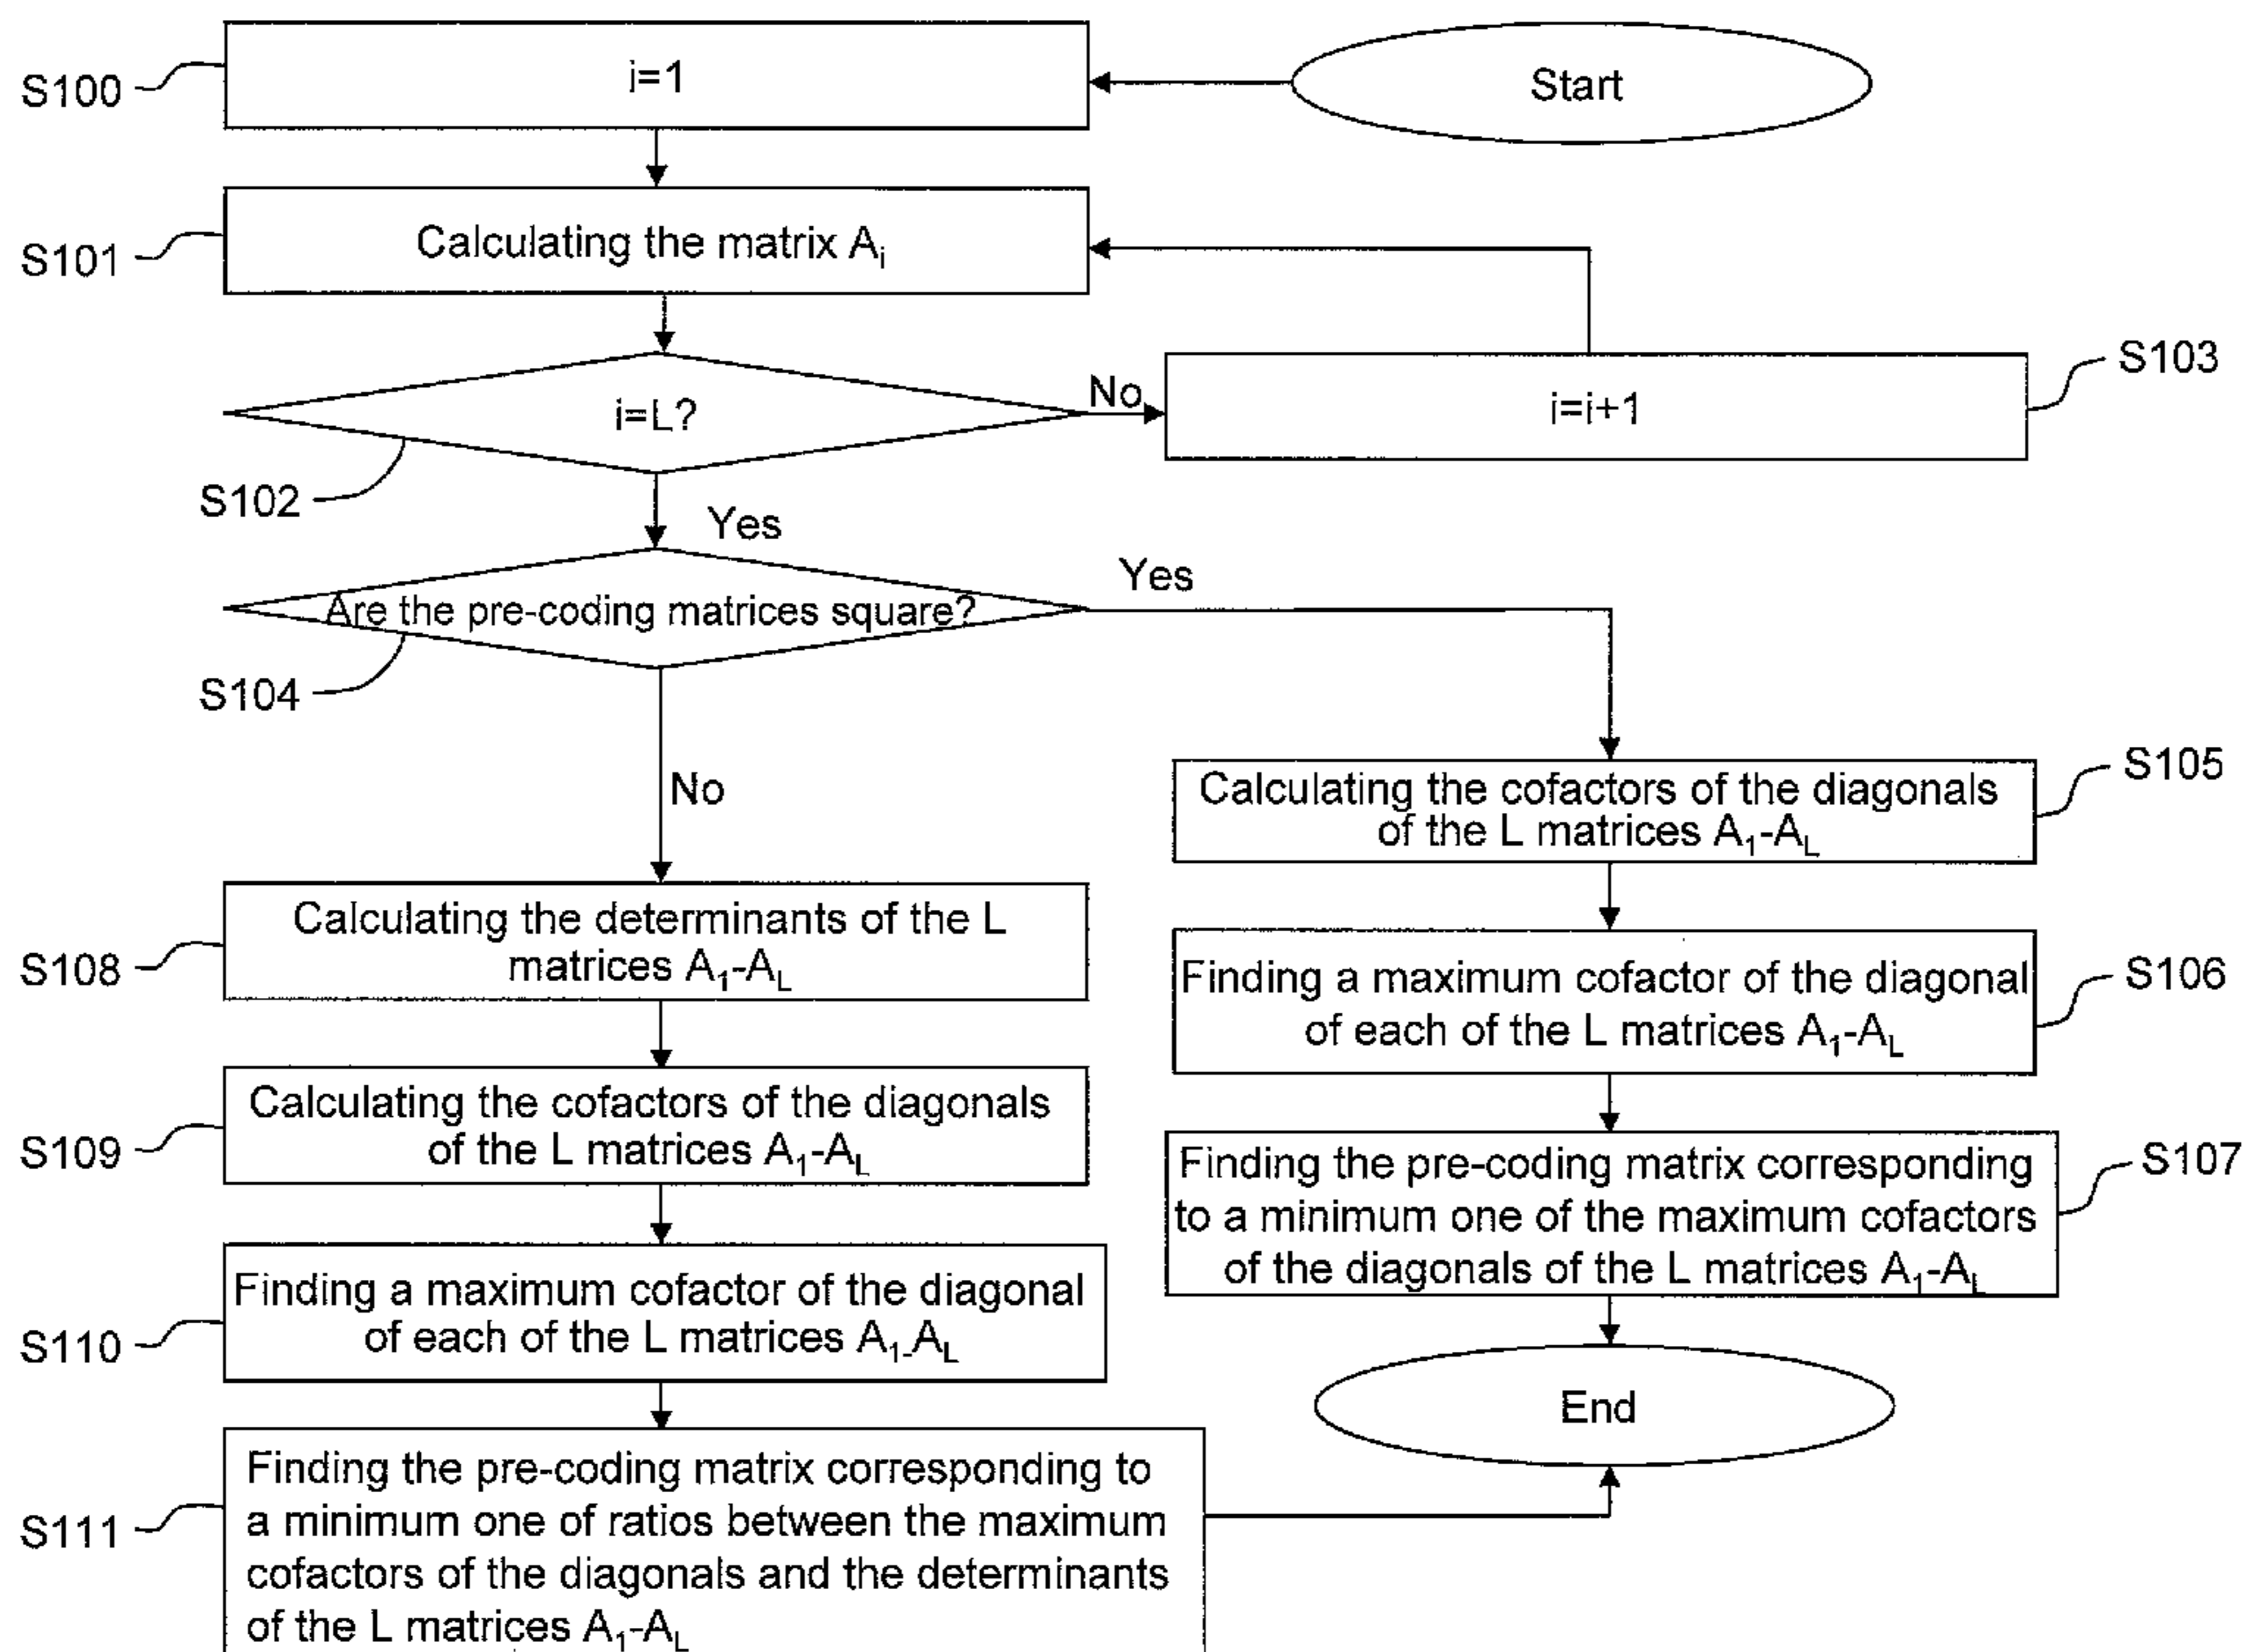 Start
S100
i=1
S101
Calculating the matrix Ai
S102
i=L?
No
S103
i=i+1
Yes
S104
Are the pre-coding matrices square?
Yes
S105
Calculating the cofactors of the diagonals
of the L matrices A1-AL
S106
Finding a maximum cofactor of the diagonal
of each of the L matrices A1-AL
S107
Finding the pre-coding matrix corresponding
to a minimum one of the maximum cofactors
of the diagonals of the L matrices A1-AL
No
S108
Calculating the determinants of the L
matrices A1-AL
S109
Calculating the cofactors of the diagonals
of the L matrices A1-AL
S110
Finding a maximum cofactor of the diagonal
of each of the L matrices A1-AL
S111
Finding the pre-coding matrix corresponding to
a minimum one of ratios between the maximum
cofactors of the diagonals and the determinants
of the L matrices A1-AL
End